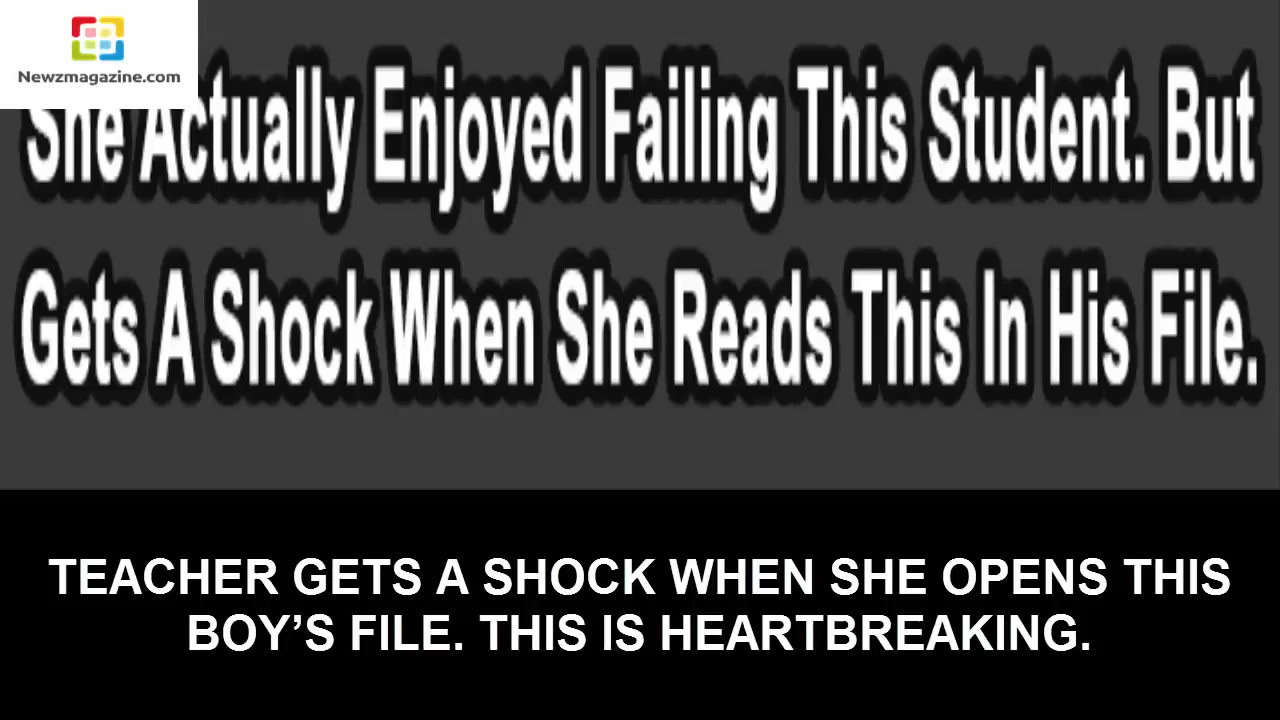 Newzmagazine.com
She Actually Enjoyed Failing This Student. But
Gets A Shock When She Reads This In His File.
TEACHER GETS A SHOCK WHEN SHE OPENS THIS
BOY’S FILE. THIS IS HEARTBREAKING.